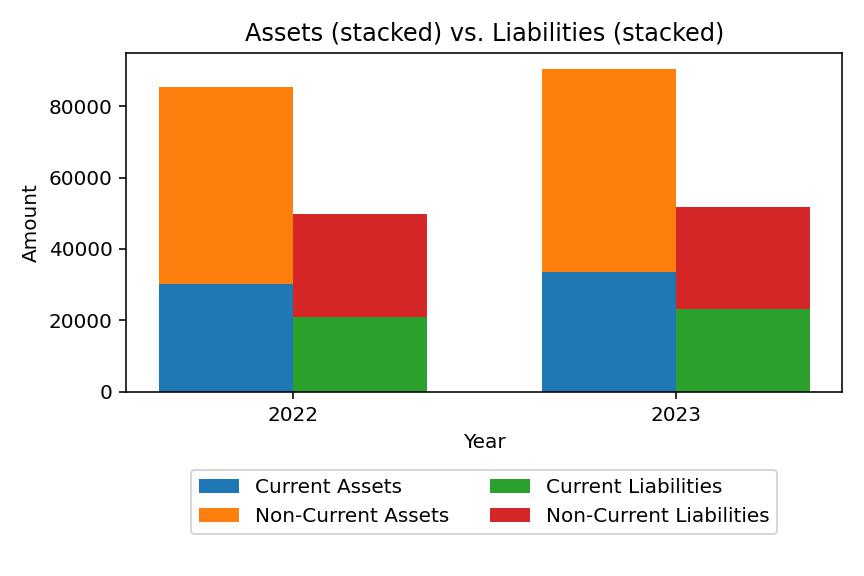 Assets (stacked) vs. Liabilities (stacked)
Amount
80000
60000
40000
20000
0
2022 2023
Year
Current Assets Current Liabilities
Non-Current Assets Non-Current Liabilities